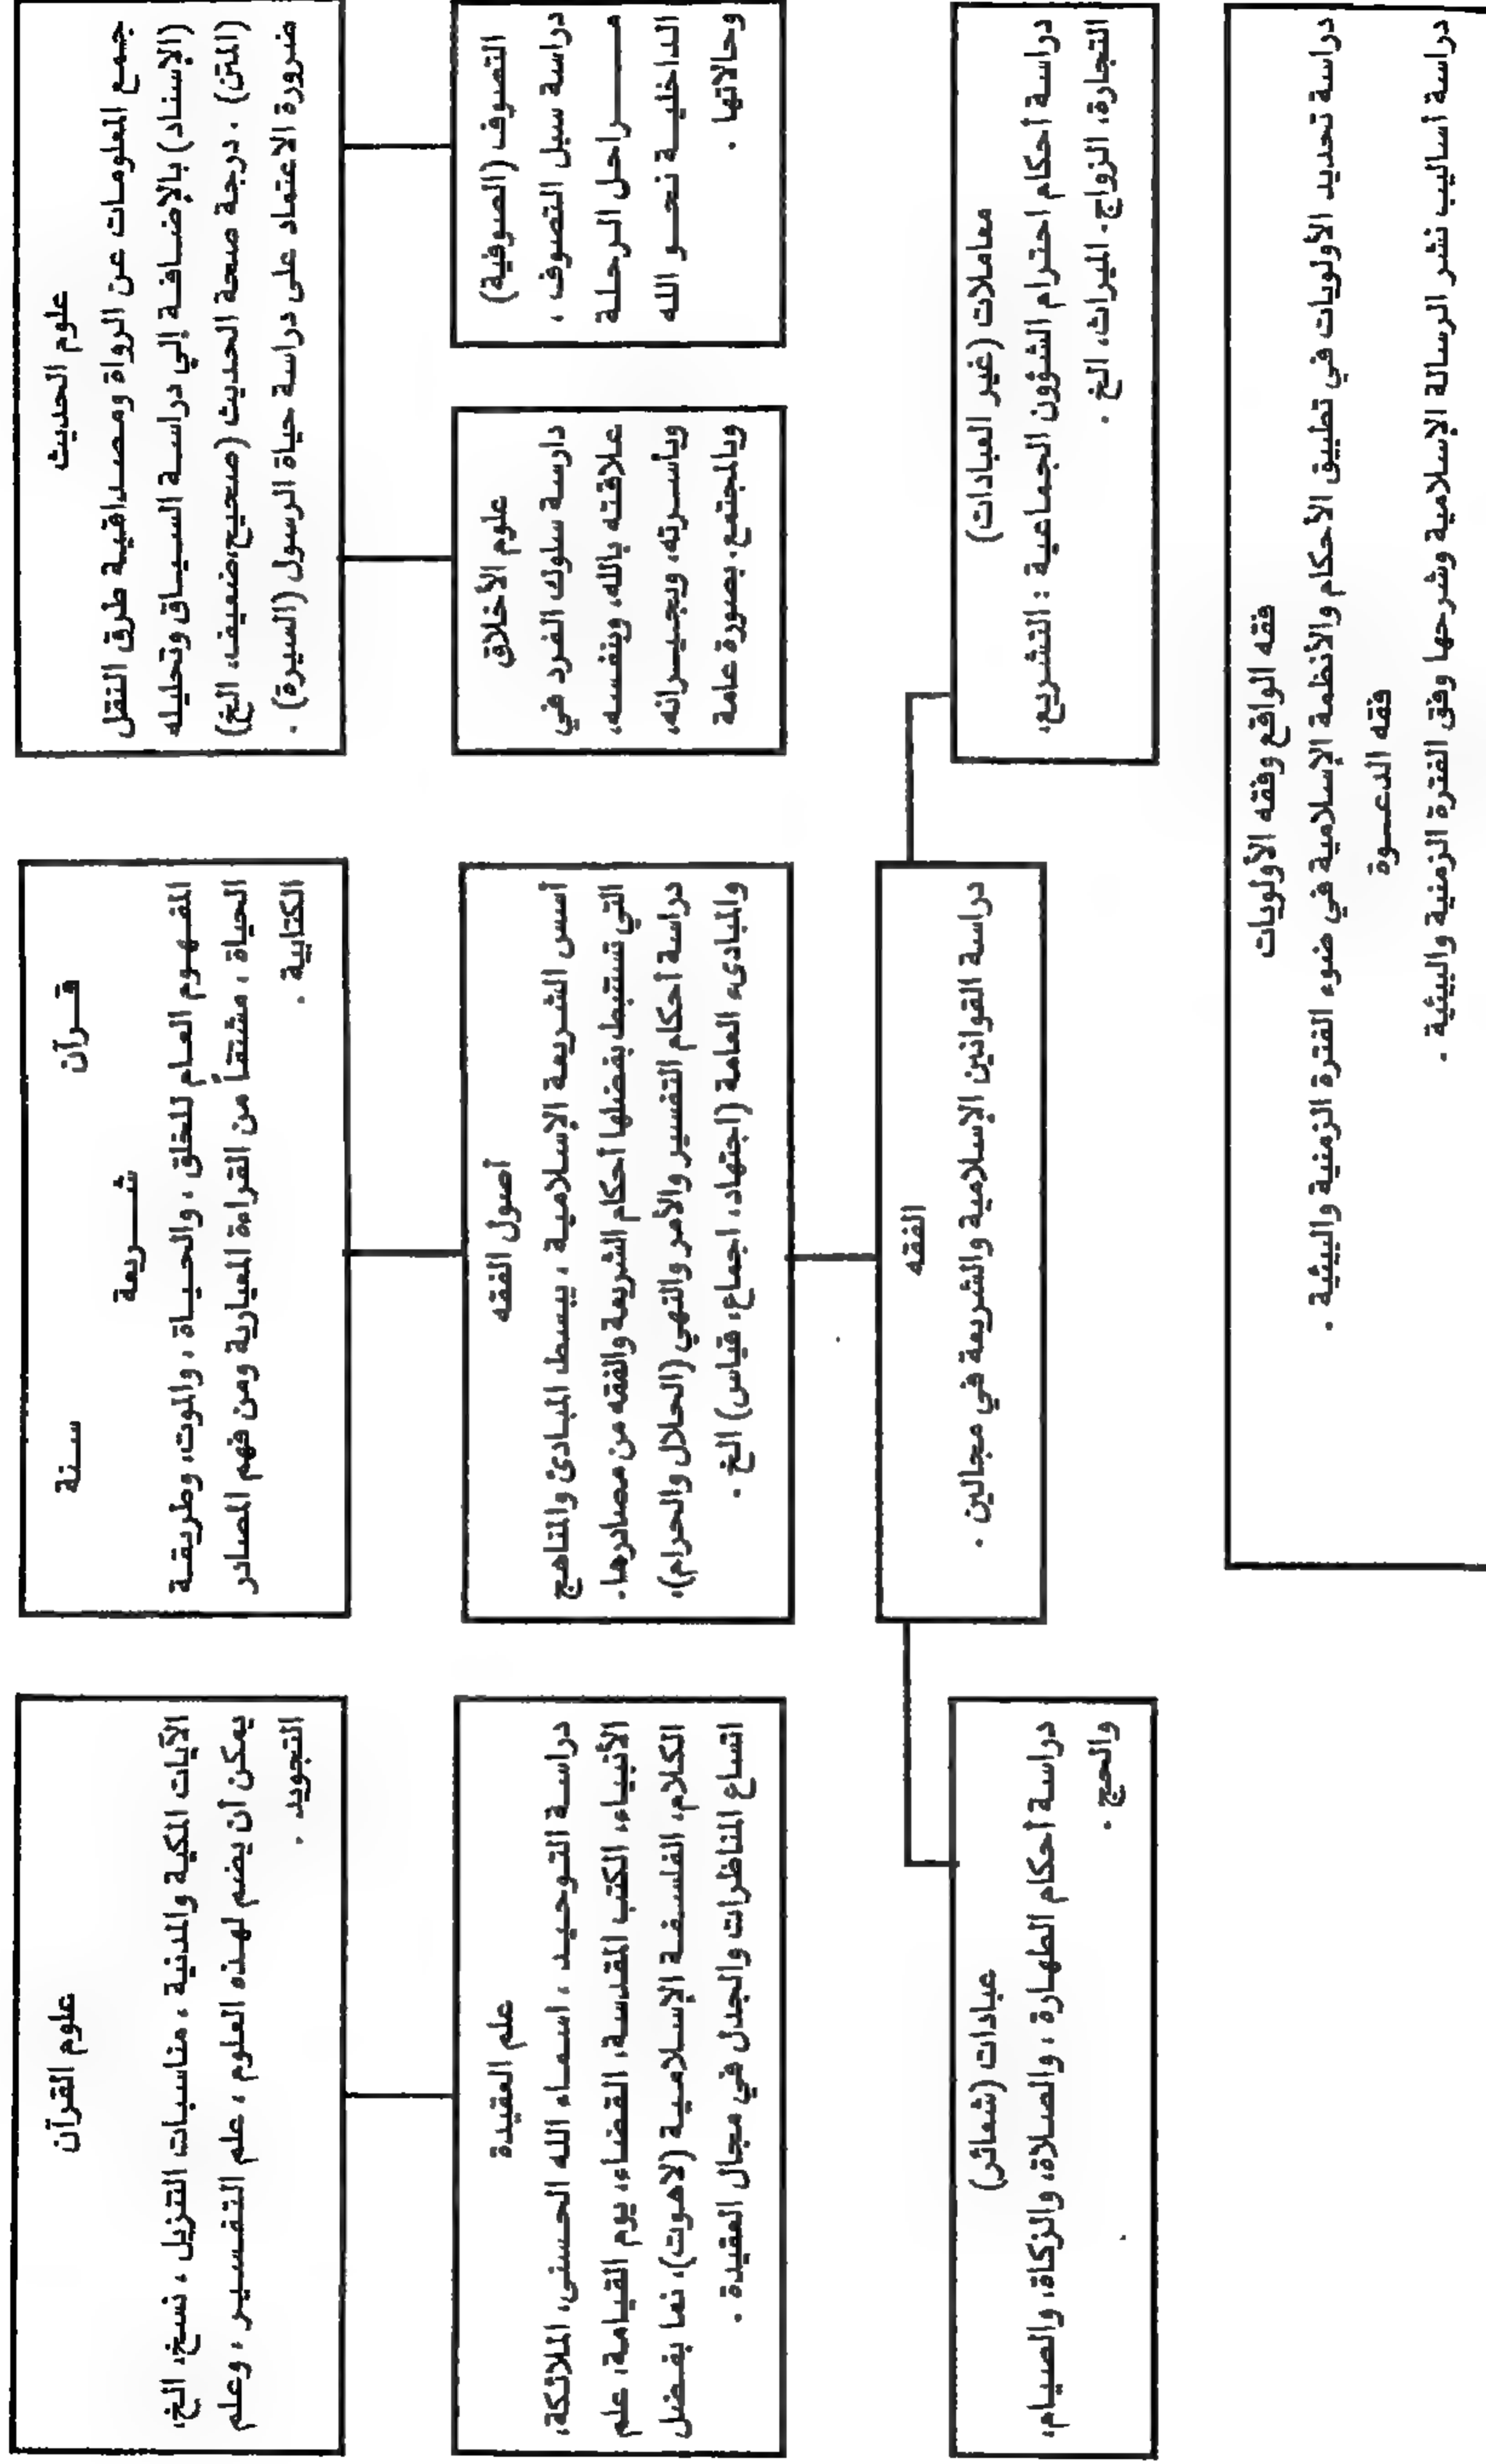 علوم الحديث
جمع المعلومات عن الرواة ومصداقية طرق النقل
(الإسناد) بالإضافة إلي دراسة السياق وتحليله
(المتن) . درجة صحة الحديث (صحيح، ضعيف، الخ)
ضرورة الاعتماد على دراسة حياة الرسول (السيرة) .
قرآن
سنة
شريعة
المفهوم العام للخلق ، والحياة ، والموت، وطريقة
الحياة ، مشتقاً من القراءة المعيارية ومن فهم المصادر
الكتابية .
علوم القرآن
الآيات المكية والمدنية ، مناسبات التنزيل ، نسخ، الخ،
يمكن أن يضم لهذه العلوم ، علم التفسير ، وعلم
التجويد .
التصوف (الصوفية)
دراسة سبل التصوف ،
مراحل الرحلة
الداخلية نحو الله
وحالاتها .
علوم الأخلاق
دارسة سلوك الفرد في
علاقته بالله، وبنفسه،
وبأسرته، وبجيرانه،
وبالمجتمع. بصورة عامة
أصول الفقه
أسس الشريعة الإسلامية ، يبسط المبادئ والمناهج
التي تستنبط بفضلها أحكام الشريعة والفقه من مصادرها.
دراسة أحكام التفسير والأمر والنهي (الحلال والحرام)،
والمبادىء العامة (اجتهاد، اجماع، قياس) الخ .
علم العقيدة
دراسة التوحيد ، اسماء الله الحسنى، الملائكة،
الأنبياء، الكتب المقدسة، القضاء، يوم القيامة، علم
الكلام، الفلسفة الإسلامية (لاهوت)، نما بفضل
اتساع المناظرات والجدل في مجال العقيدة .
الفقه
دراسة القوانين الإسلامية والشريعة في مجالين .
معاملات (غير العبادات)
دراسة أحكام احترام الشؤون الجماعية : التشريع،
التجارة، الزواج. الميراث، الخ .
عبادات (شعائر)
دراسة أحكام الطهارة ، والصلاة، والزكاة، والصيام،
والحج .
فقه الواقع وفقه الأولويات
دراسة تحديد الأولويات في تطبيق الأحكام والأنظمة الإسلامية في ضوء الفترة الزمنية والبيئية .
فقه الدعوة
دراسة أساليب نشر الرسالة الإسلامية وشرحها وفق الفترة الزمنية والبيئية .